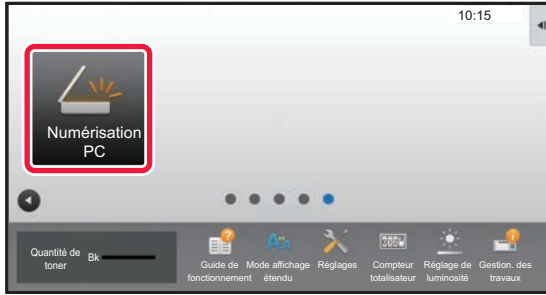 10:15
Numérisation
PC
Quantité de
toner
Bk
Guide de
fonctionnement
Mode affichage
étendu
Réglages
Compteur
totalisateur
Réglage de
luminosité
Gestion. des
travaux